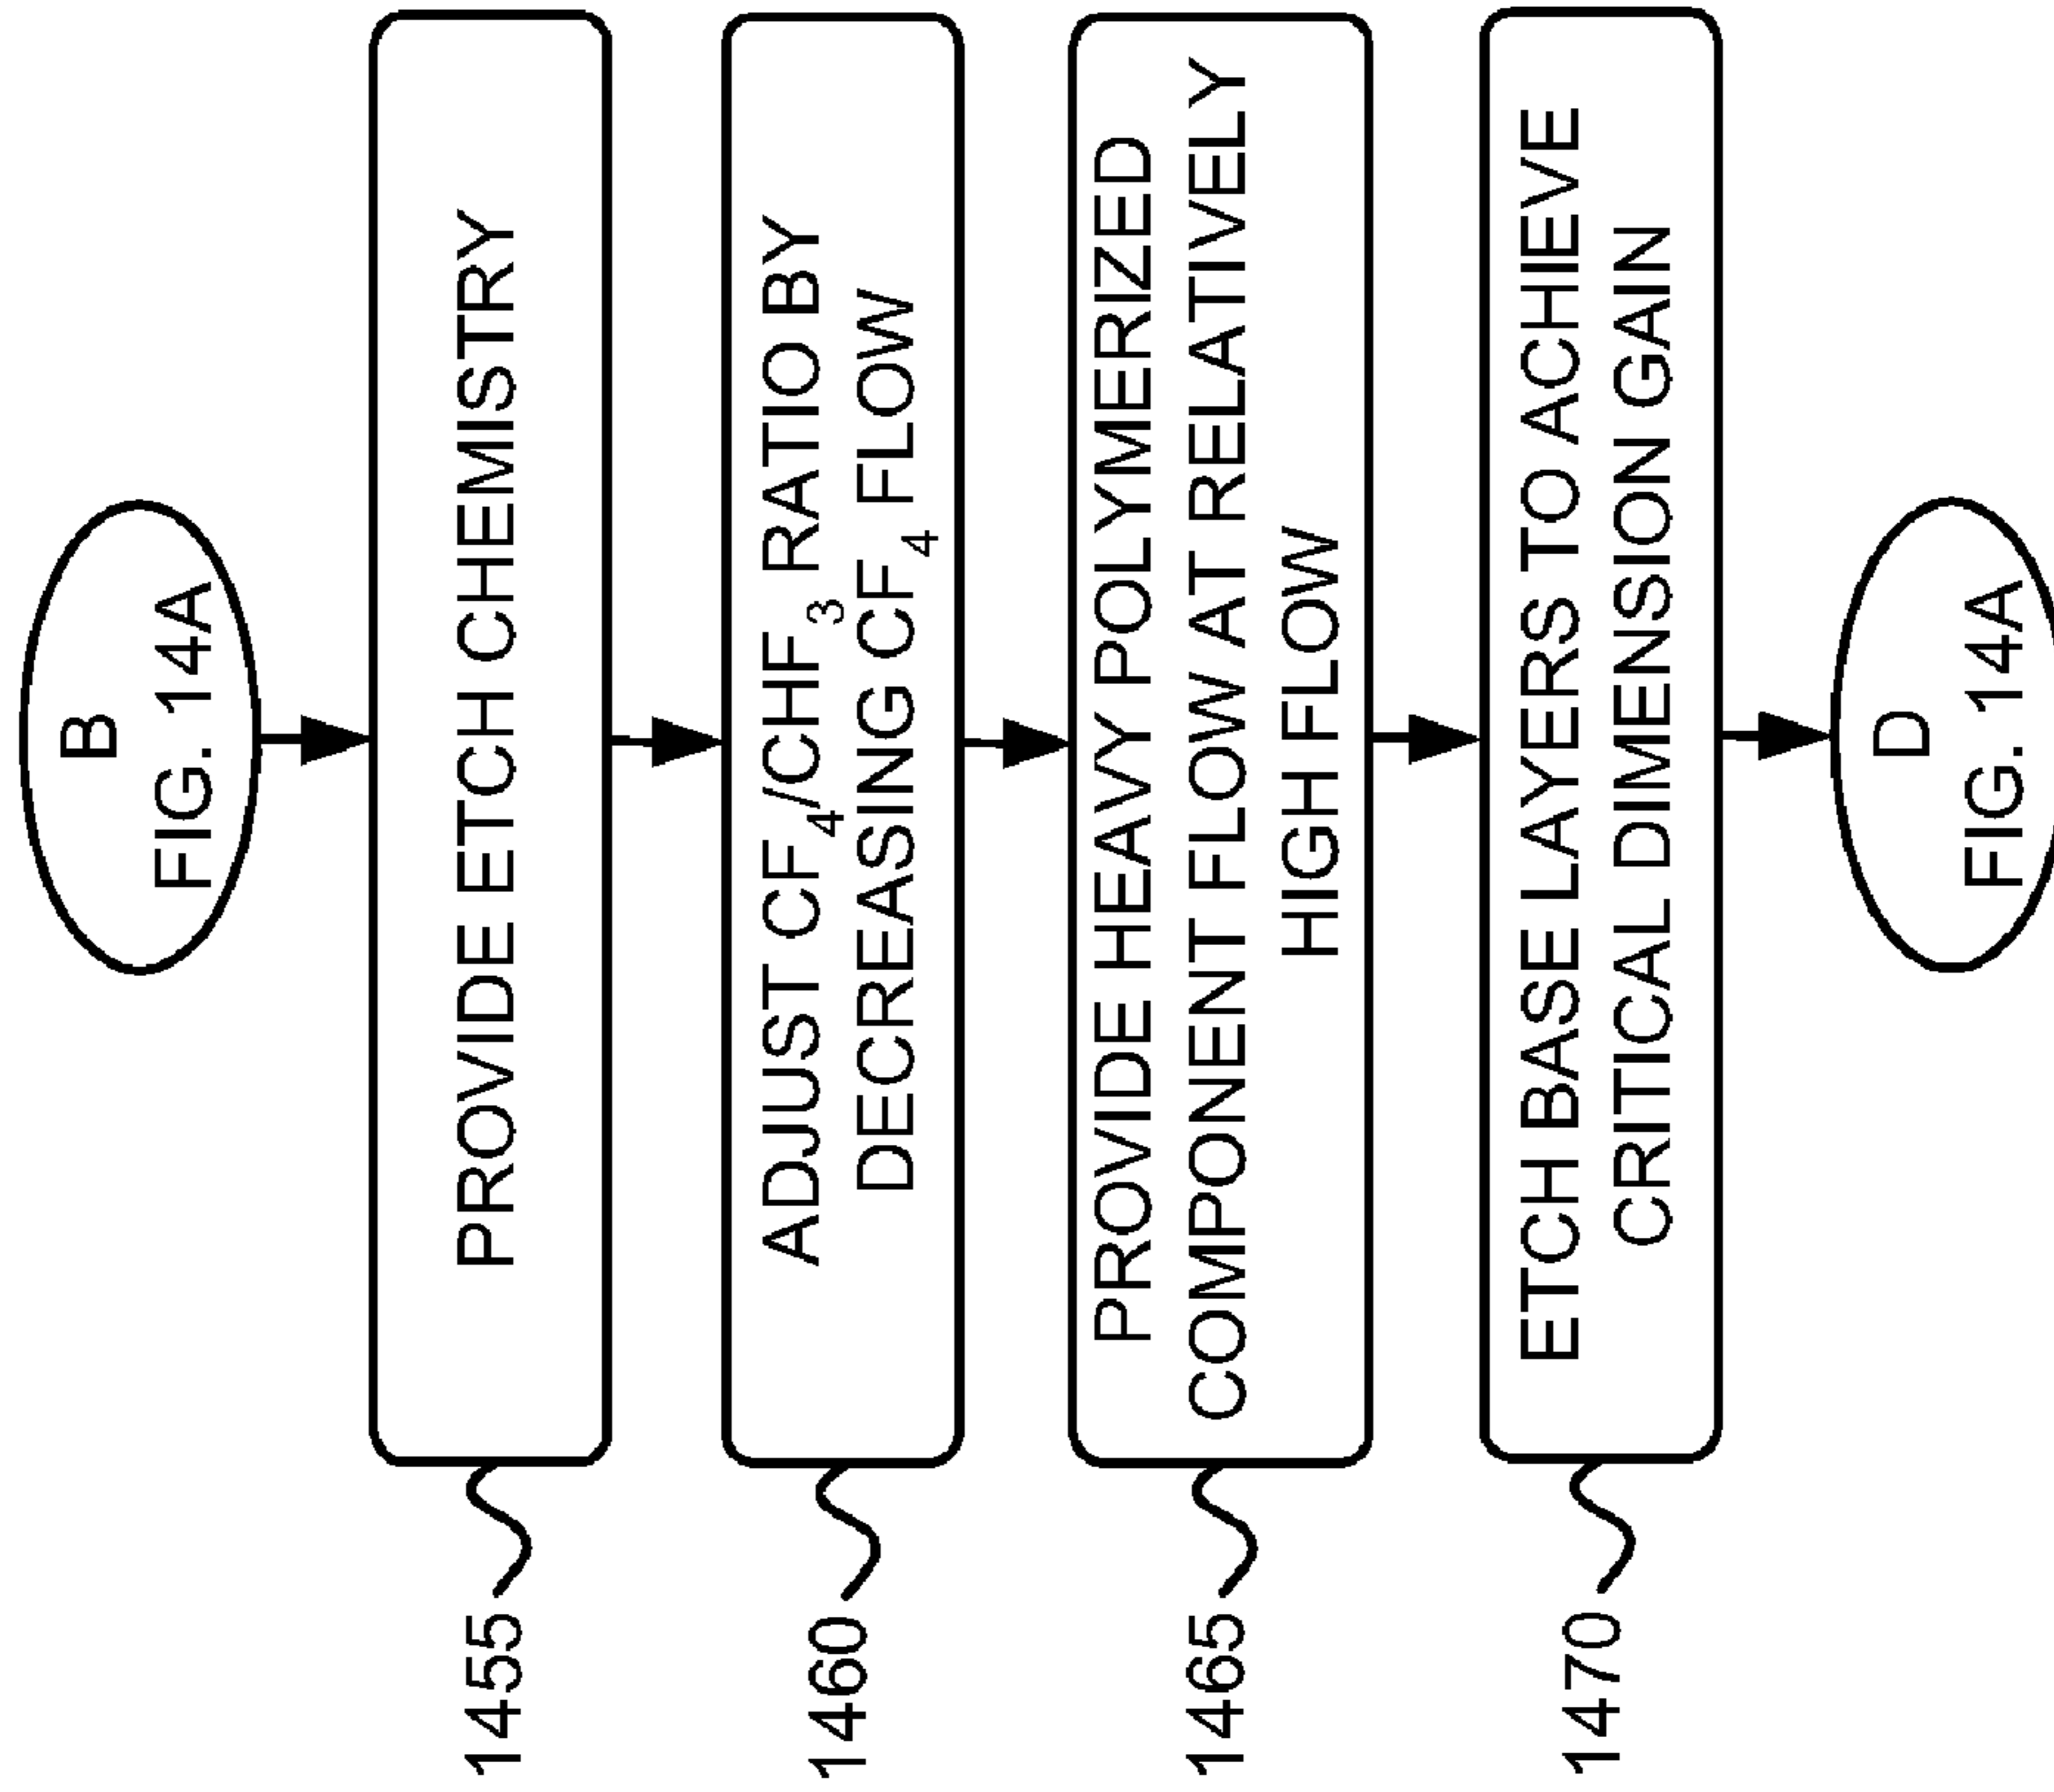 B
FIG. 14A
1455
PROVIDE ETCH CHEMISTRY
1460
ADJUST CF₄/CHF₃ RATIO BY
DECREASING CF₄ FLOW
1465
PROVIDE HEAVY POLYMERIZED
COMPONENT FLOW AT RELATIVELY
HIGH FLOW
1470
ETCH BASE LAYERS TO ACHIEVE
CRITICAL DIMENSION GAIN
D
FIG. 14A